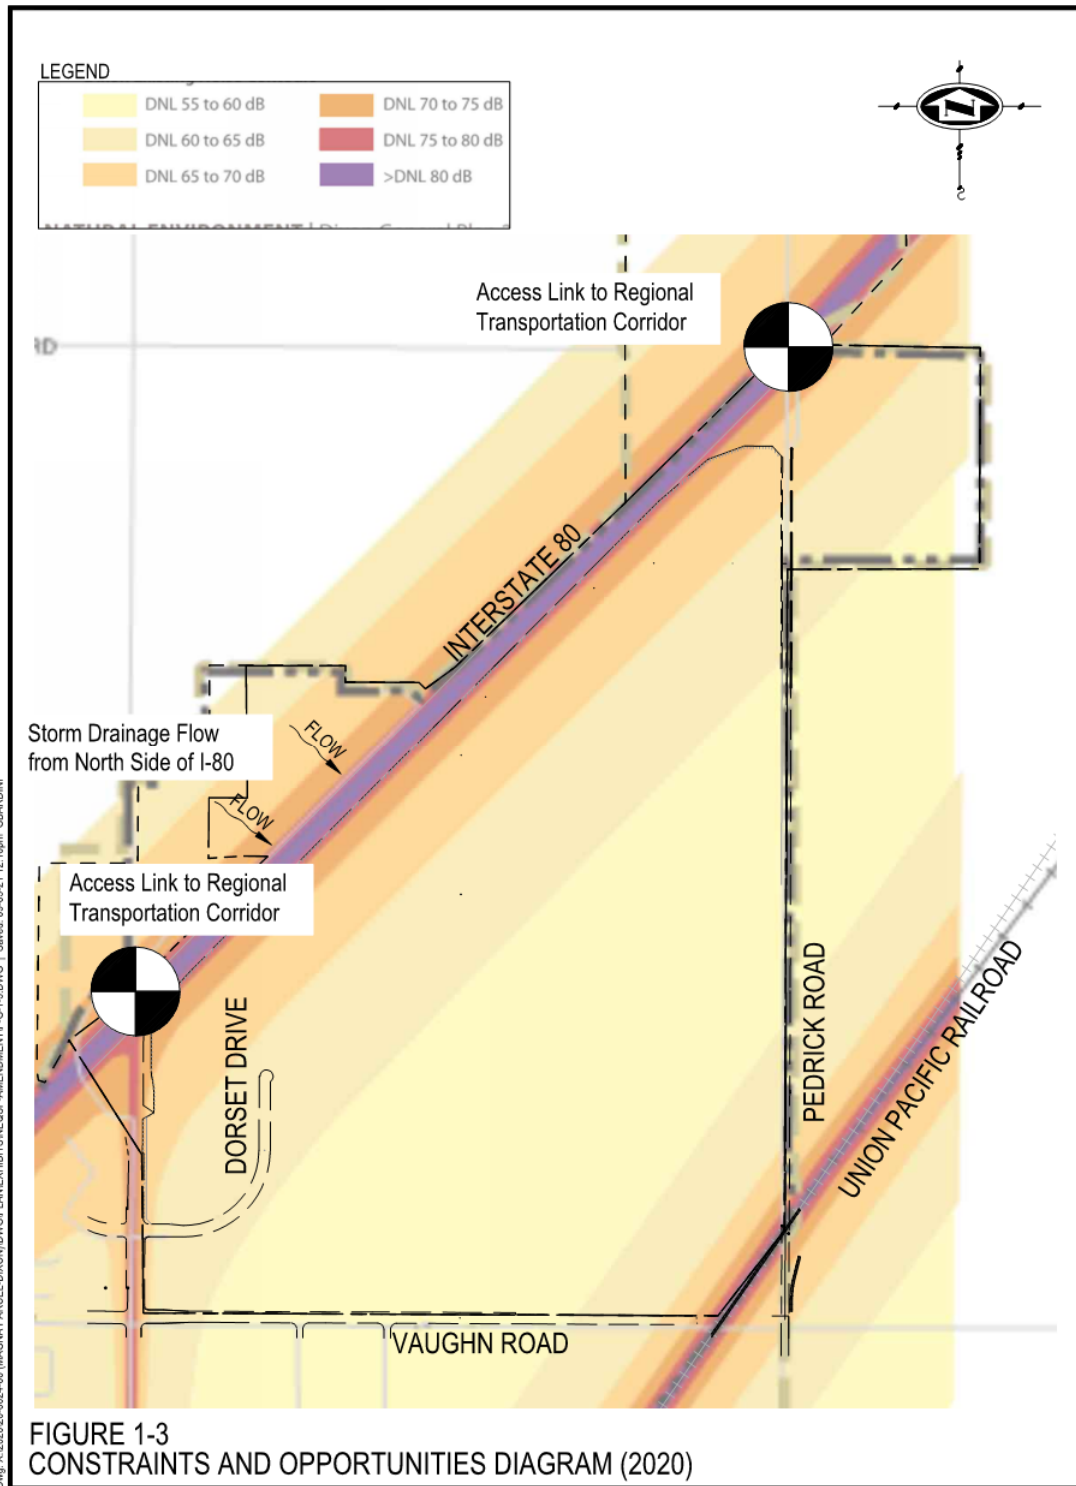 LEGEND
DNL 55 to 60 dB
DNL 70 to 75 dB
DNL 60 to 65 dB
DNL 75 to 80 dB
DNL 65 to 70 dB
>DNL 80 dB
NATURAL ENVIRONMENT |
N
S
Access Link to Regional
Transportation Corridor
RD
INTERSTATE 80
Storm Drainage Flow
from North Side of I-80
FLOW
FLOW
Access Link to Regional
Transportation Corridor
DORSET DRIVE
PEDRICK ROAD
UNION PACIFIC RAILROAD
VAUGHN ROAD
FIGURE 1-3
CONSTRAINTS AND OPPORTUNITIES DIAGRAM (2020)